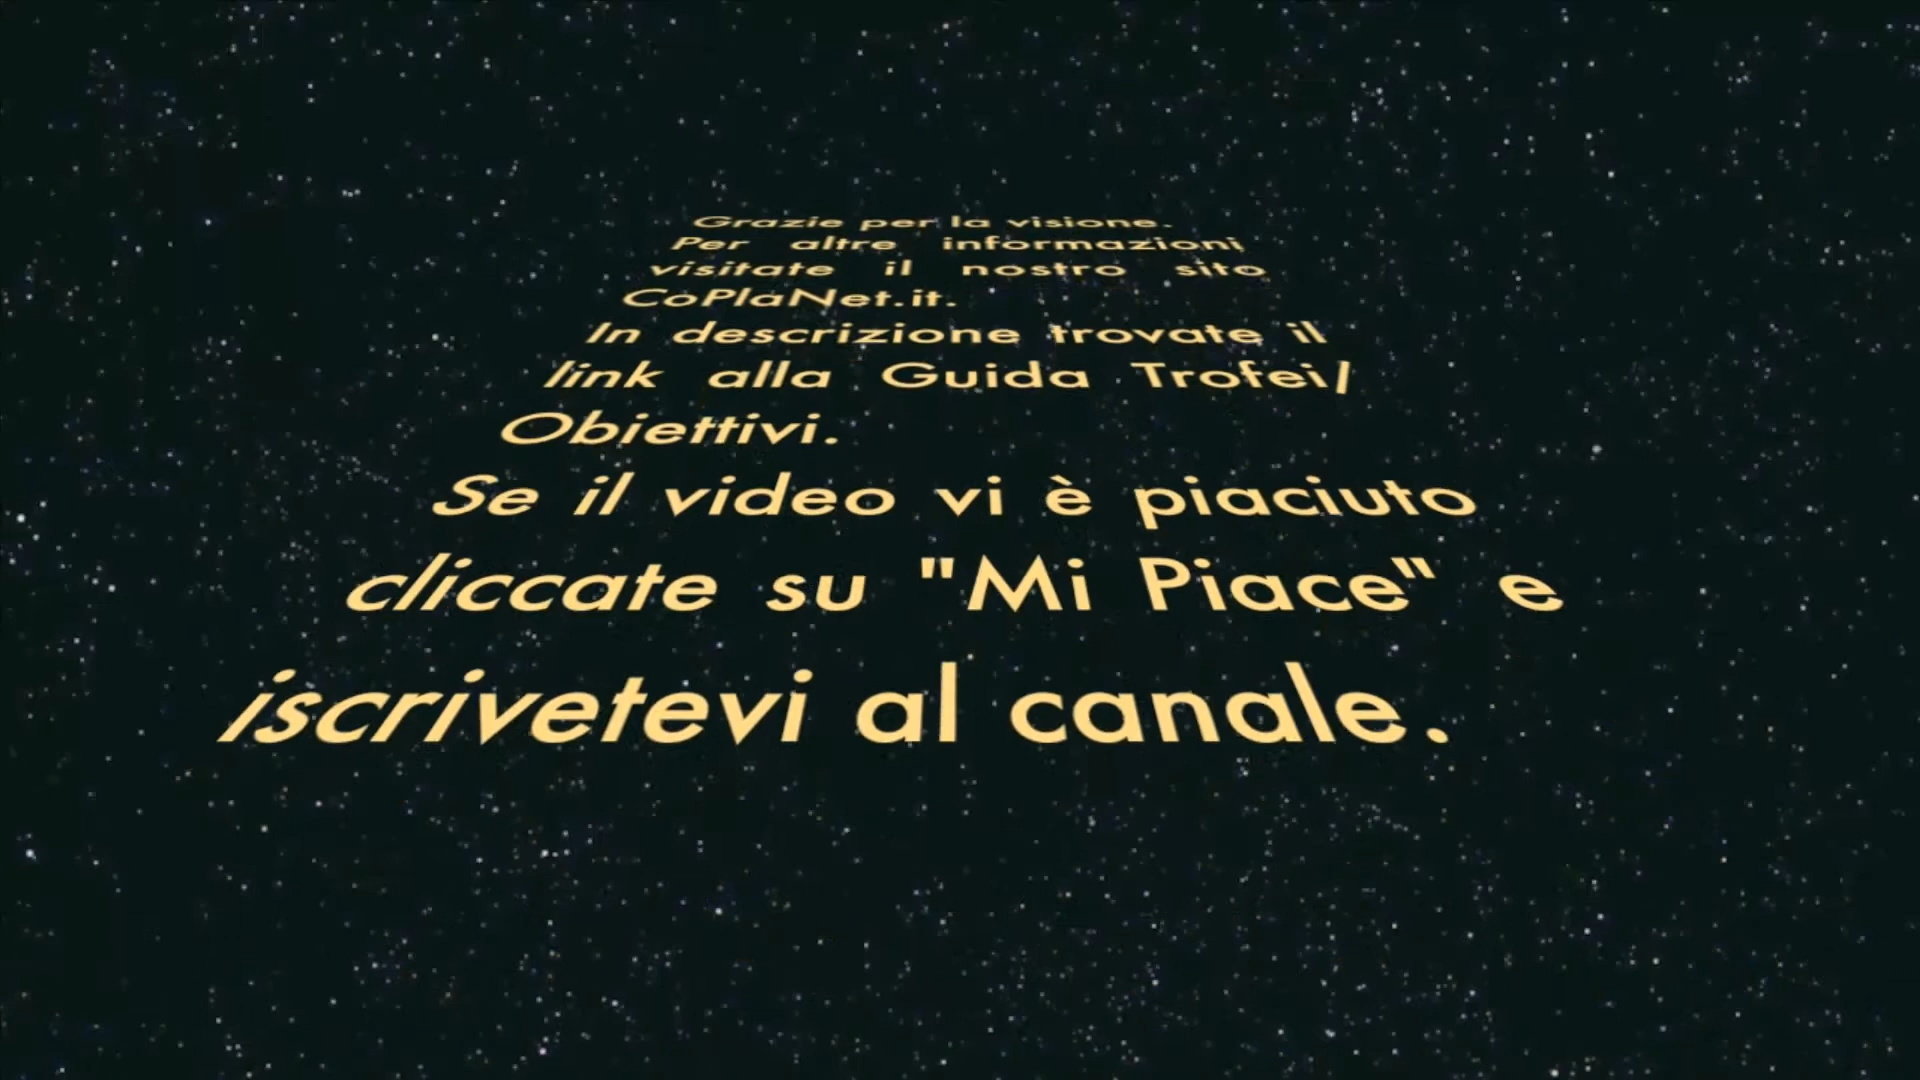 Grazie per la visione.
Per altre informazioni
visitate il nostro sito
CoPlaNet.it.
In descrizione trovate il
link alla Guida Trofei/
Obiettivi.
Se il video vi è piaciuto
cliccate su "Mi Piace" e
iscrivetevi al canale.